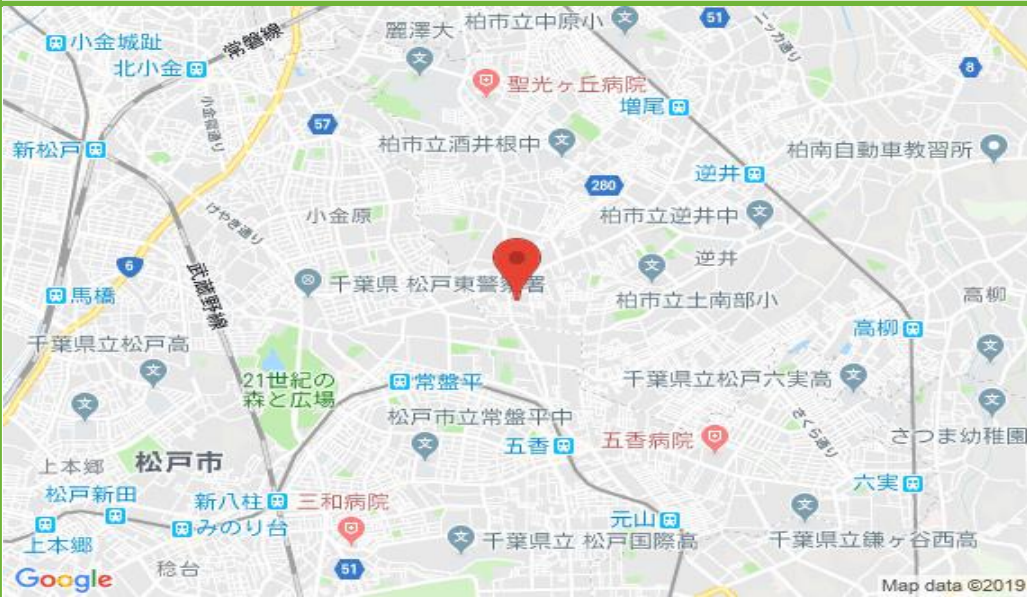 麗澤大
柏市立中原小
51
ニッカ通り
小金城趾
常磐線
北小金
8
聖光ヶ丘病院
増尾
小金宿通り
57
新松戸
柏市立酒井根中
柏南自動車教習所
逆井
280
けやき通り
小金原
柏市立逆井中
逆井
6
千葉県 松戸東警察署
馬橋
武蔵野線
柏市立土南部小
高柳
高柳
千葉県立松戸高
21世紀の
森と広場
常盤平
千葉県立松戸六実高
松戸市立常盤平中
さくら通り
五香
五香病院
さつま幼稚園
上本郷
松戸市
六実
松戸新田
新八柱
三和病院
みのり台
元山
上本郷
千葉県立 松戸国際高
千葉県立鎌ヶ谷西高
稔台
51
Google
Map data ©2019